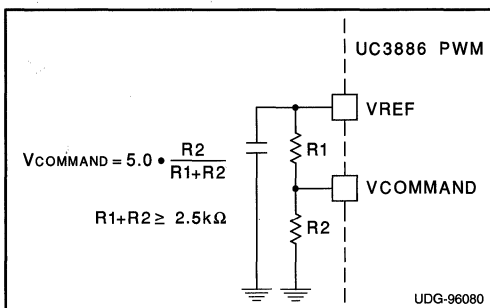 UC3886 PWM
VREF
R1
VCOMMAND = 5.0 • R2 / R1+R2
VCOMMAND
R1+R2 ≥ 2.5kΩ
R2
UDG-96080